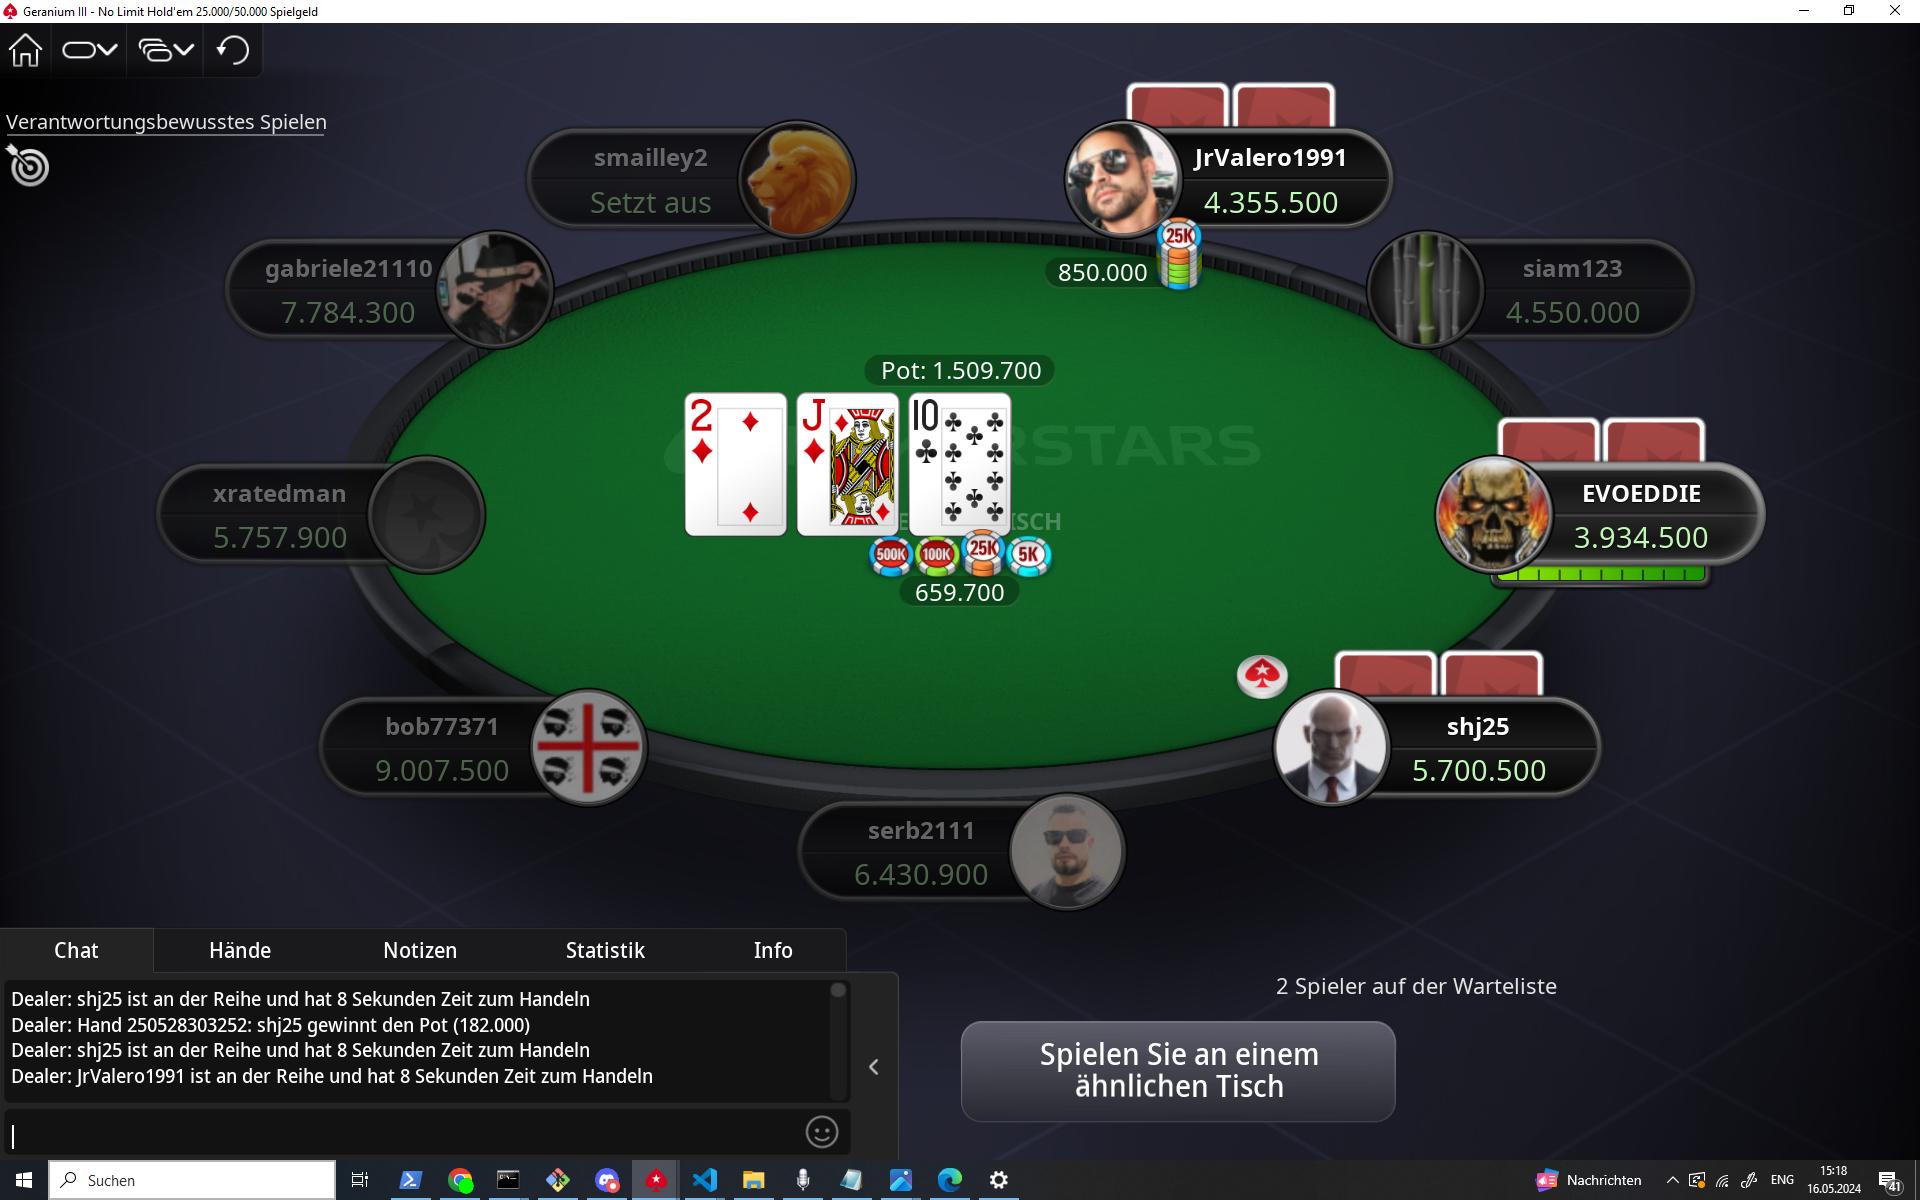 Geranium III - No Limit Hold'em 25.000/50.000 Spielgeld
Verantwortungsbewusstes Spielen
smailley2
Setzt aus
JrValero1991
4.355.500
gabriele21110
7.784.300
25K
850.000
siam123
4.550.000
Pot: 1.509.700
2
J
10
RSTARS
xratedman
5.757.900
EVOEDDIE
3.934.500
ISCH
500K
100K
25K
5K
659.700
bob77371
9.007.500
shj25
5.700.500
serb2111
6.430.900
Chat
Hände
Notizen
Statistik
Info
Dealer: shj25 ist an der Reihe und hat 8 Sekunden Zeit zum Handeln
Dealer: Hand 250528303252: shj25 gewinnt den Pot (182.000)
Dealer: shj25 ist an der Reihe und hat 8 Sekunden Zeit zum Handeln
Dealer: JrValero1991 ist an der Reihe und hat 8 Sekunden Zeit zum Handeln
2 Spieler auf der Warteliste
Spielen Sie an einem
ähnlichen Tisch
Suchen
Nachrichten
ENG
15:18
16.05.2024
41